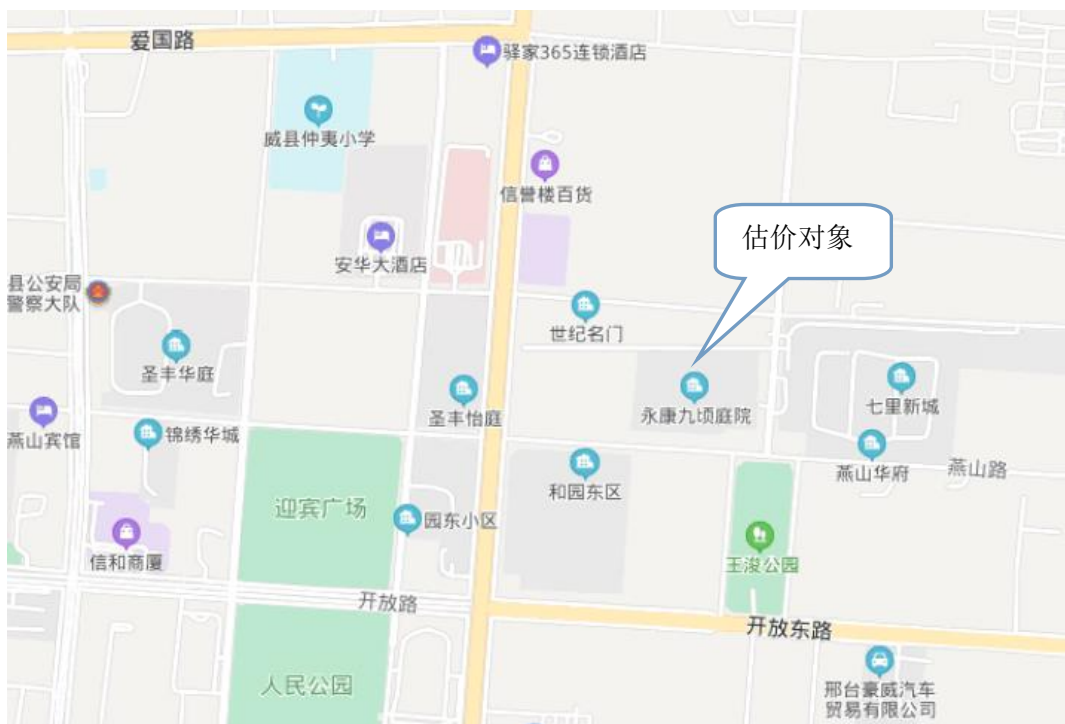 爱国路
驿家365连锁酒店
威县仲夷小学
信誉楼百货
估价对象
安华大酒店
县公安局
警察大队
世纪名门
圣丰华庭
圣丰怡庭
永康九顷庭院
七里新城
燕山宾馆
锦绣华城
燕山华府
燕山路
和园东区
迎宾广场
园东小区
信和商厦
王浚公园
开放路
开放东路
人民公园
邢台豪威汽车
贸易有限公司